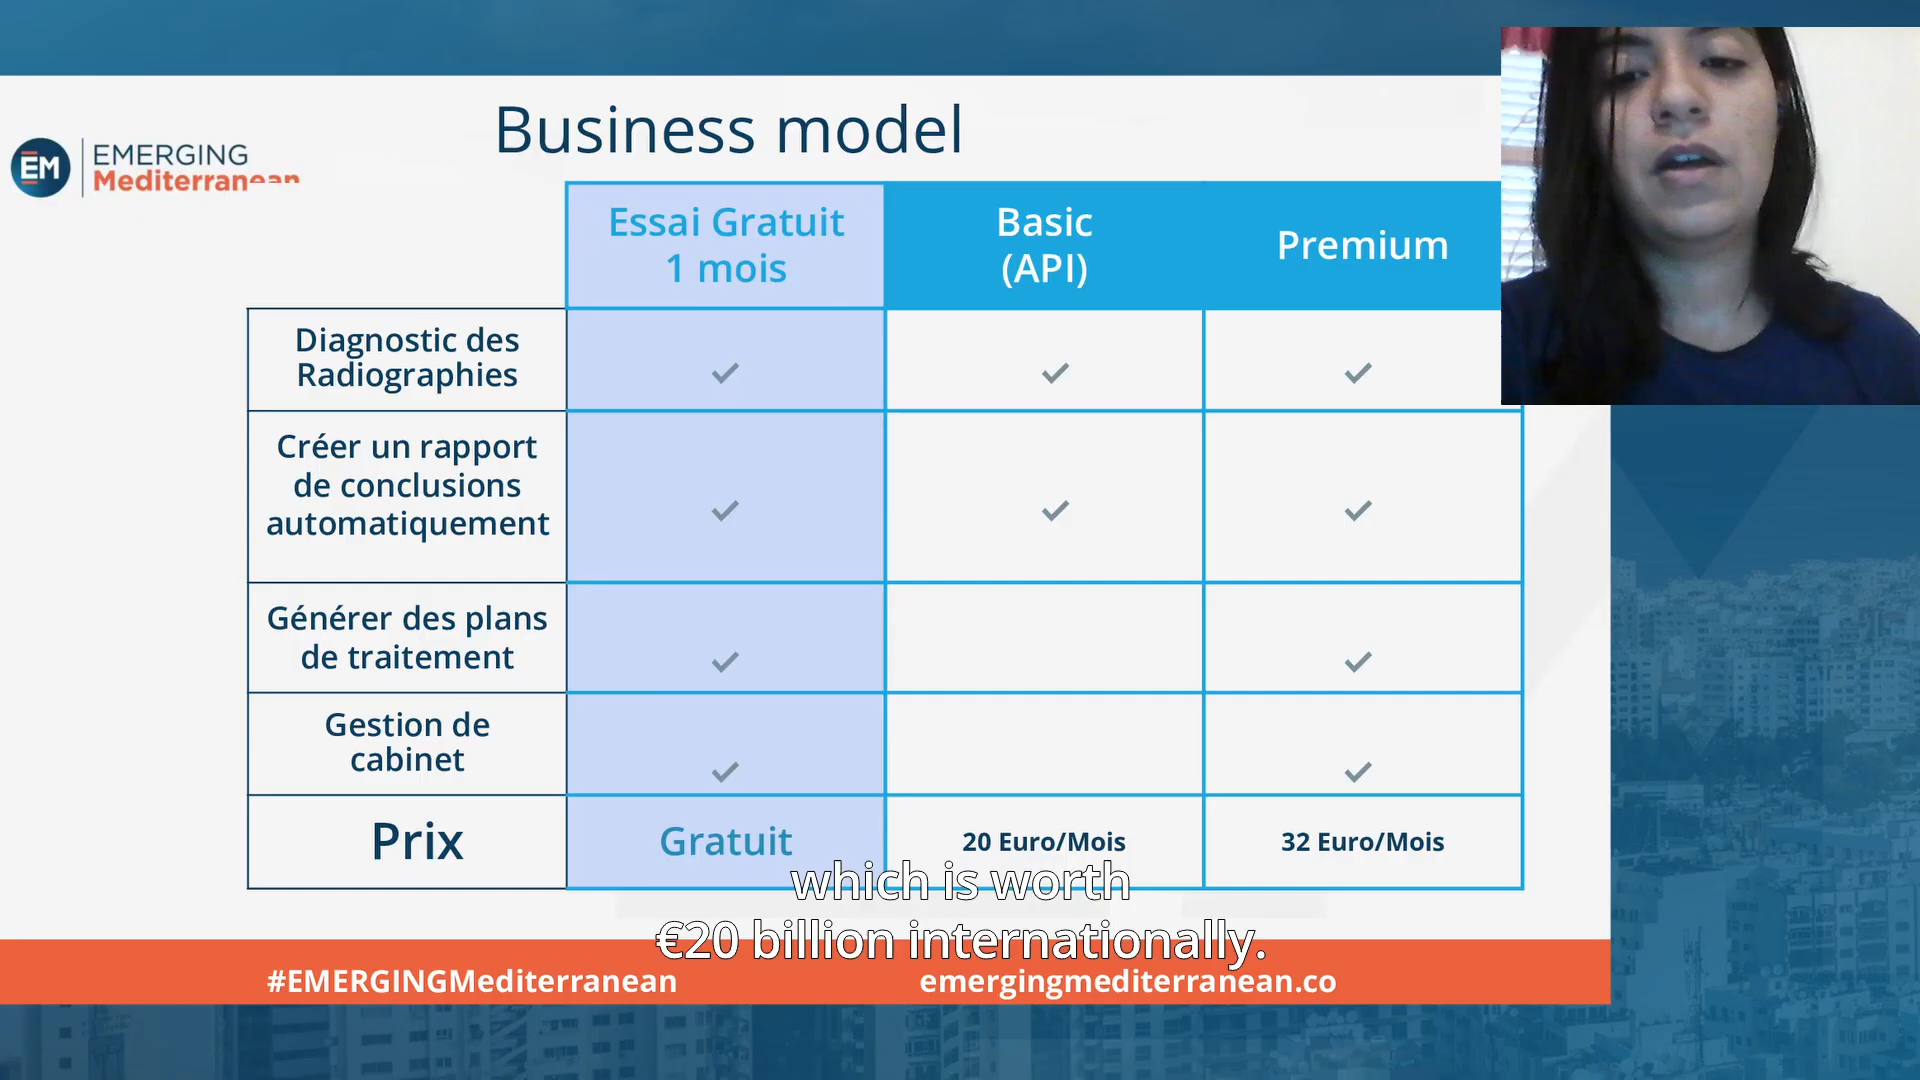 Business model
EM
EMERGING
Mediterranean
Essai Gratuit
1 mois
Basic
(API)
Premium
Diagnostic des
Radiographies
Créer un rapport
de conclusions
automatiquement
Générer des plans
de traitement
Gestion de
cabinet
Prix
Gratuit
20 Euro/Mois
32 Euro/Mois
which is worth
€20 billion internationally.
#EMERGINGMediterranean
emergingmediterranean.co